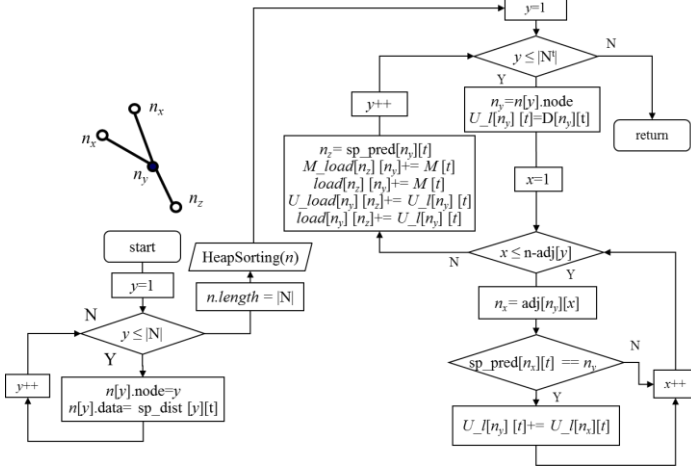 n_x
n_x
n_y
n_z
start
y=1
y ≤ |N|
N
Y
y++
n[y].node=y
n[y].data= sp_dist [y][t]
n.length = |N|
HeapSorting(n)
y=1
y ≤ |N^t|
N
Y
return
n_y=n[y].node
U_l[n_y] [t]=D[n_y][t]
x=1
x ≤ n-adj[y]
N
Y
y++
n_z= sp_pred[n_y][t]
M_load[n_z] [n_y]+= M [t]
load[n_z] [n_y]+= M [t]
U_load[n_y] [n_z]+= U_l[n_y] [t]
load[n_y] [n_z]+= U_l[n_y] [t]
n_x= adj[n_y][x]
sp_pred[n_x][t] == n_y
N
Y
x++
U_l[n_y] [t]+= U_l[n_x][t]